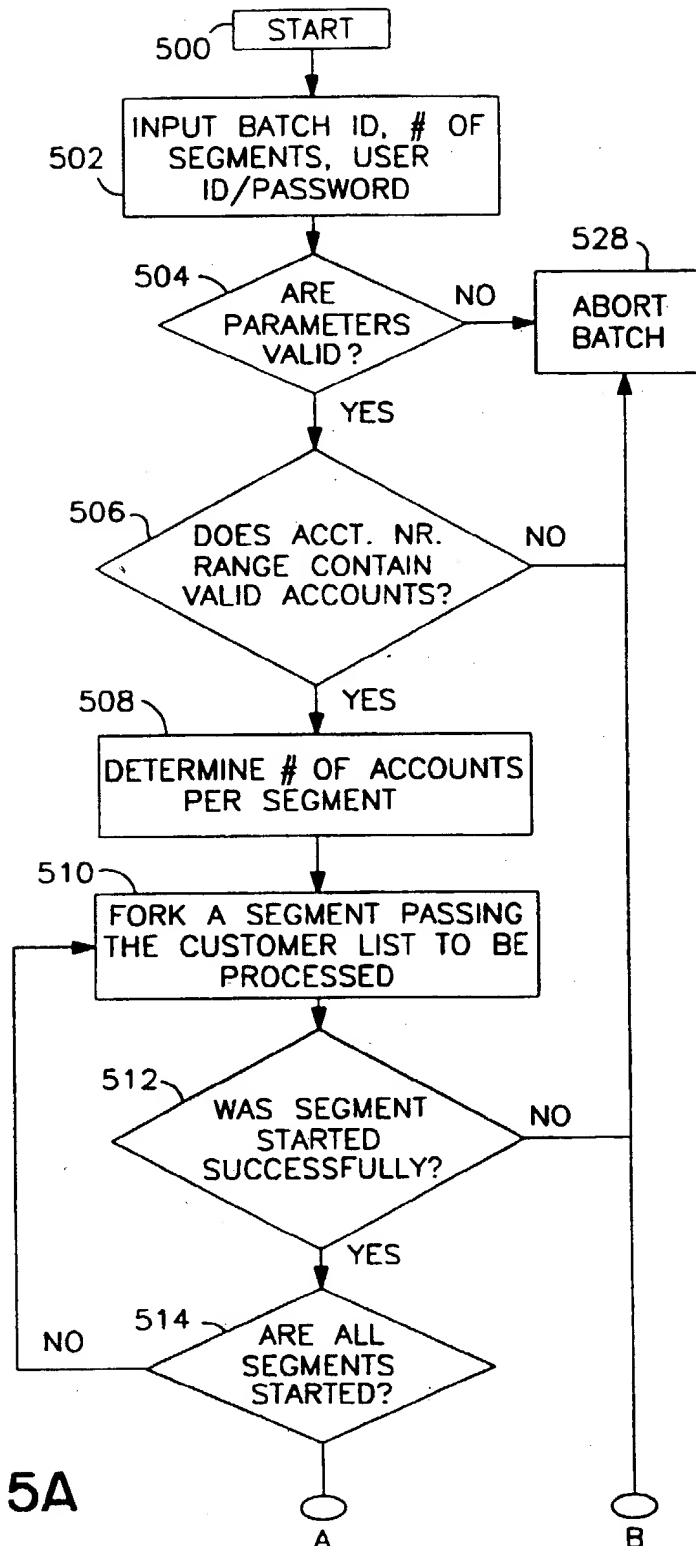 START
500
INPUT BATCH ID, # OF
SEGMENTS, USER
ID/PASSWORD
502
528
504
ARE
PARAMETERS
VALID?
NO
ABORT
BATCH
YES
506
DOES ACCT. NR.
RANGE CONTAIN
VALID ACCOUNTS?
NO
YES
508
DETERMINE # OF ACCOUNTS
PER SEGMENT
510
FORK A SEGMENT PASSING
THE CUSTOMER LIST TO BE
PROCESSED
512
WAS SEGMENT
STARTED
SUCCESSFULLY?
NO
YES
514
NO
ARE ALL
SEGMENTS
STARTED?
5A
A
B